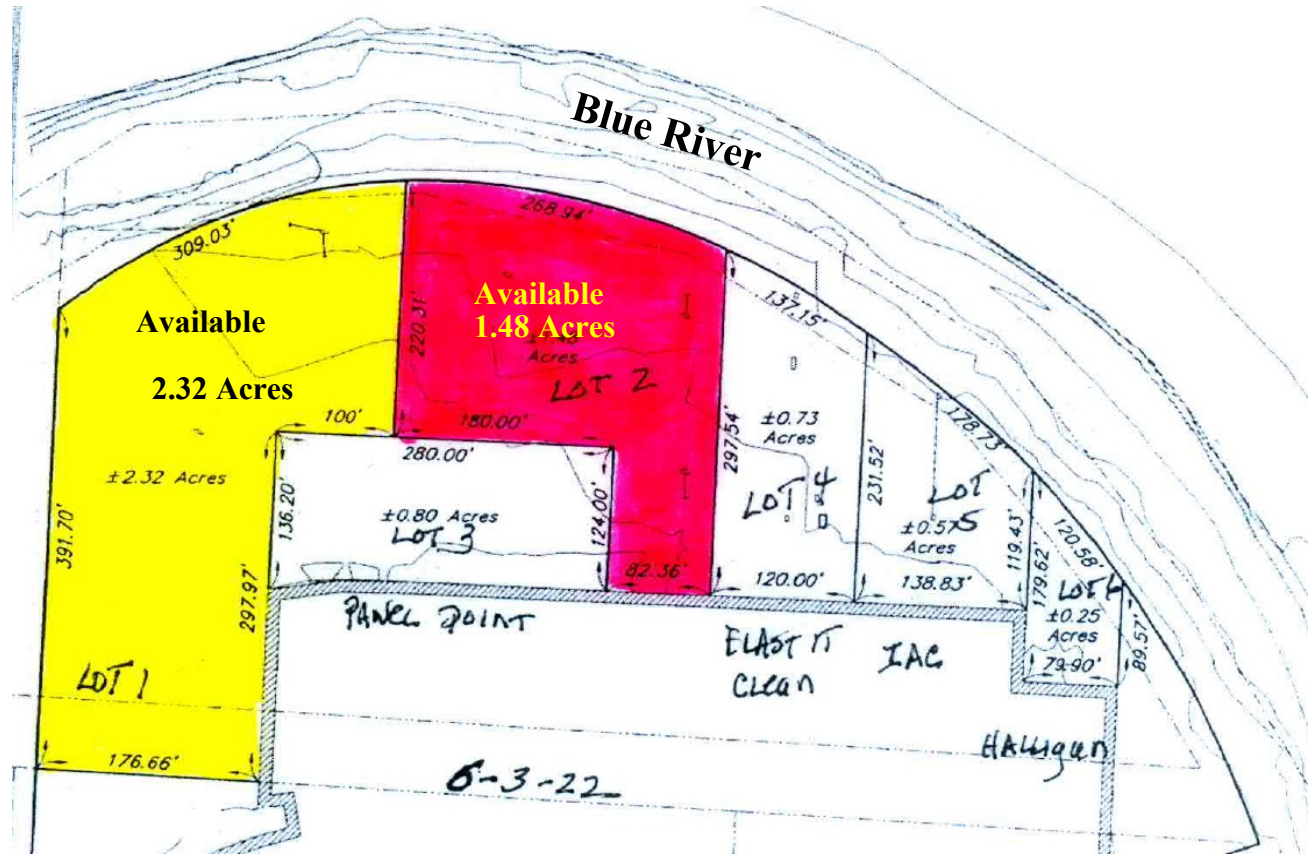 Blue River
309.03'
268.94'
Available
2.32 Acres
Available
1.48 Acres
Acres
LOT 2
220.31'
137.15'
100'
180.00'
280.00'
±2.32 Acres
391.70'
136.20'
±0.80 Acres
LOT 3
124.00'
297.54'
±0.73
Acres
LOT 4
231.52'
178.73'
LOT
5
±0.57
Acres
119.43'
179.62'
120.58'
±0.25
Acres
89.57'
79.90'
82.36'
120.00'
138.83'
297.97'
PANEL POINT
Clean
IAC
LOT 1
176.66'
HALLIGAN
6-3-22